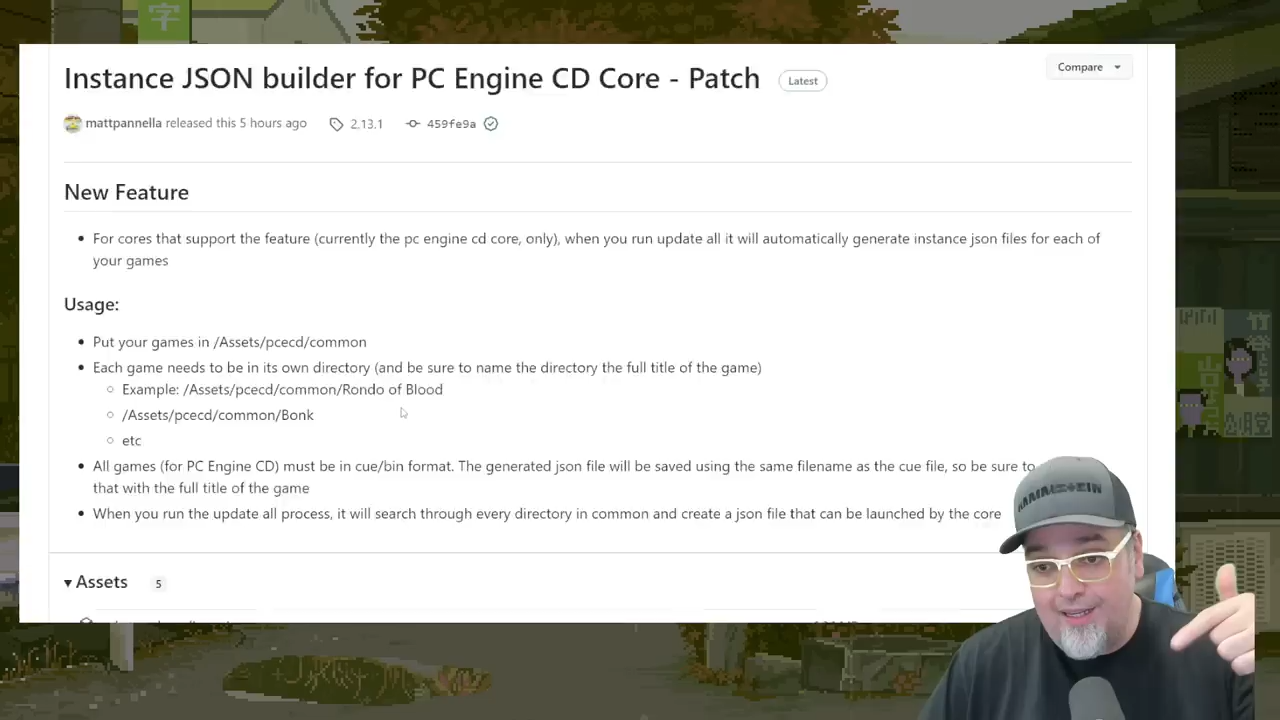 字
Instance JSON builder for PC Engine CD Core - Patch Latest
Compare
mattpannella released this 5 hours ago 2.13.1 459fe9a
New Feature
For cores that support the feature (currently the pc engine cd core, only), when you run update all it will automatically generate instance json files for each of
your games
Usage:
Put your games in /Assets/pcecd/common
Each game needs to be in its own directory (and be sure to name the directory the full title of the game)
Example: /Assets/pcecd/common/Rondo of Blood
/Assets/pcecd/common/Bonk
etc
All games (for PC Engine CD) must be in cue/bin format. The generated json file will be saved using the same filename as the cue file, so be sure to
that with the full title of the game
When you run the update all process, it will search through every directory in common and create a json file that can be launched by the core
Assets 5
RAMMSTEIN